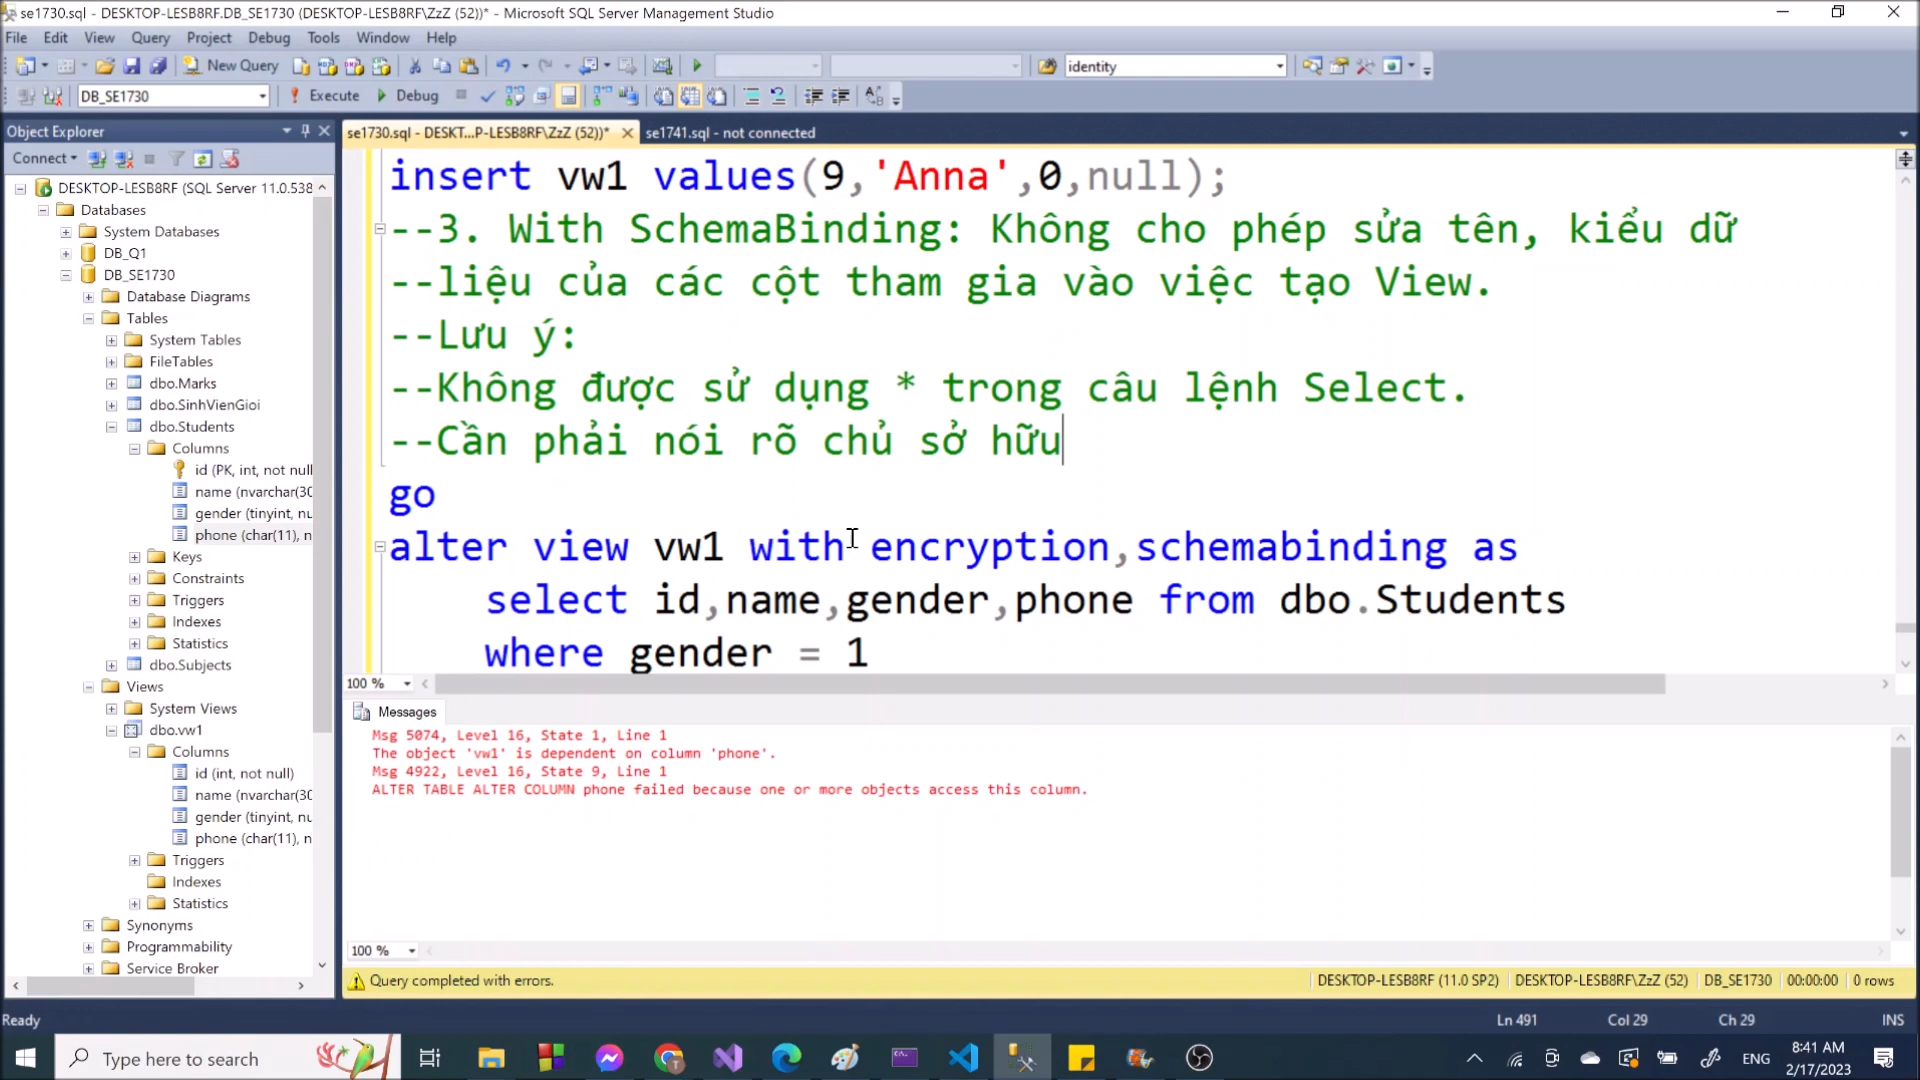 se1730.sql - DESKTOP-LESB8RF.DB_SE1730 (DESKTOP-LESB8RF\ZzZ (52))* - Microsoft SQL Server Management Studio
File Edit View Query Project Debug Tools Window Help
New Query identity
DB_SE1730 Execute Debug
Object Explorer
Connect
DESKTOP-LESB8RF (SQL Server 11.0.538
Databases
System Databases
DB_Q1
DB_SE1730
Database Diagrams
Tables
System Tables
FileTables
dbo.Marks
dbo.SinhVienGioi
dbo.Students
Columns
id (PK, int, not null
name (nvarchar(30
gender (tinyint, nu
phone (char(11), n
Keys
Constraints
Triggers
Indexes
Statistics
dbo.Subjects
Views
System Views
dbo.vw1
Columns
id (int, not null)
name (nvarchar(30
gender (tinyint, nu
phone (char(11), n
Triggers
Indexes
Statistics
Synonyms
Programmability
Service Broker
se1730.sql - DESKT...P-LESB8RF\ZzZ (52))* se1741.sql - not connected
insert vw1 values(9,'Anna',0,null);
--3. With SchemaBinding: Không cho phép sửa tên, kiểu dữ
--liệu của các cột tham gia vào việc tạo View.
--Lưu ý:
--Không được sử dụng * trong câu lệnh Select.
--Cần phải nói rõ chủ sở hữu
go
alter view vw1 with encryption,schemabinding as
select id,name,gender,phone from dbo.Students
where gender = 1
100 %
Messages
Msg 5074, Level 16, State 1, Line 1
The object 'vw1' is dependent on column 'phone'.
Msg 4922, Level 16, State 9, Line 1
ALTER TABLE ALTER COLUMN phone failed because one or more objects access this column.
100 %
Query completed with errors. DESKTOP-LESB8RF (11.0 SP2) DESKTOP-LESB8RF\ZzZ (52) DB_SE1730 00:00:00 0 rows
Ready Ln 491 Col 29 Ch 29 INS
Type here to search ENG 8:41 AM
2/17/2023